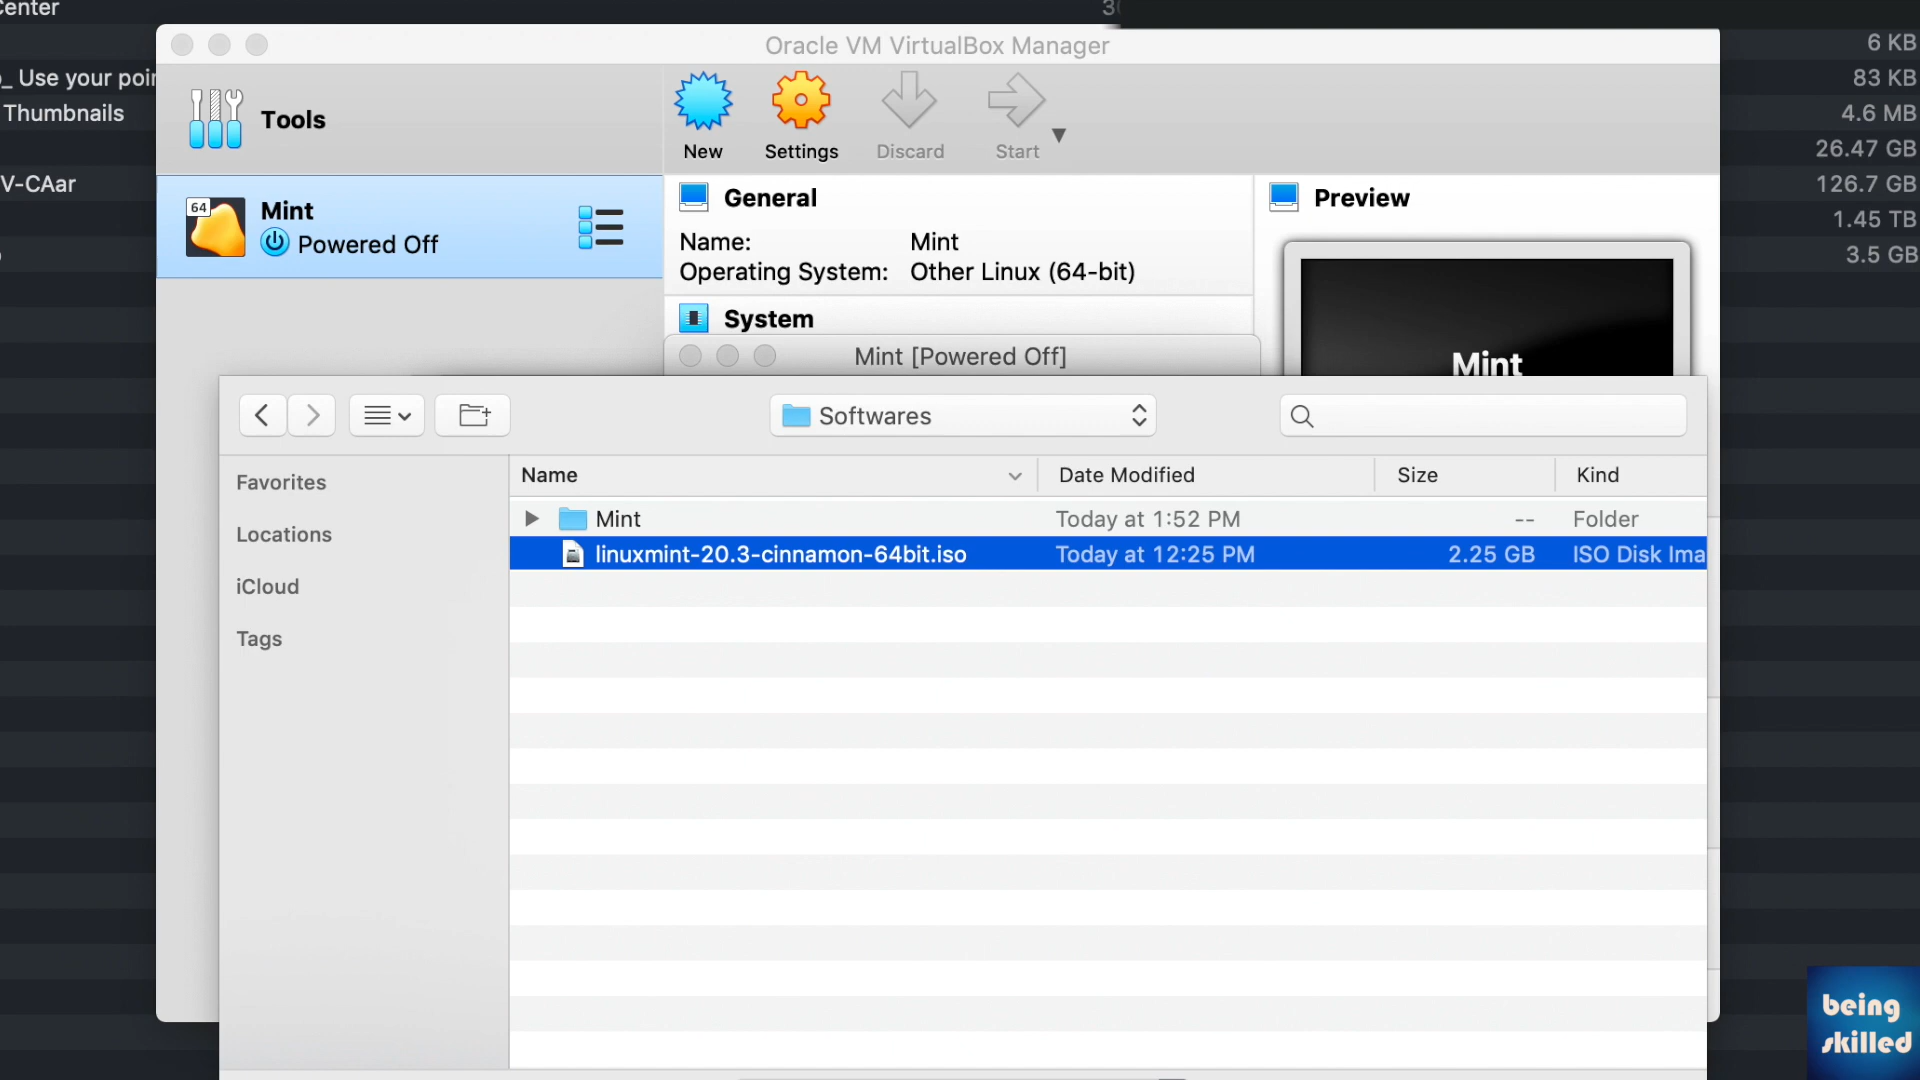 Center
3
6 KB
_ Use your poin
83 KB
Thumbnails
4.6 MB
26.47 GB
V-CAar
126.7 GB
1.45 TB
3.5 GB
Oracle VM VirtualBox Manager
Tools
New
Settings
Discard
Start
64
Mint
Powered Off
General
Name: Mint
Operating System: Other Linux (64-bit)
System
Preview
Mint
Mint [Powered Off]
Softwares
Favorites
Locations
iCloud
Tags
Name Date Modified Size Kind
Mint Today at 1:52 PM -- Folder
linuxmint-20.3-cinnamon-64bit.iso Today at 12:25 PM 2.25 GB ISO Disk Ima
being
skilled